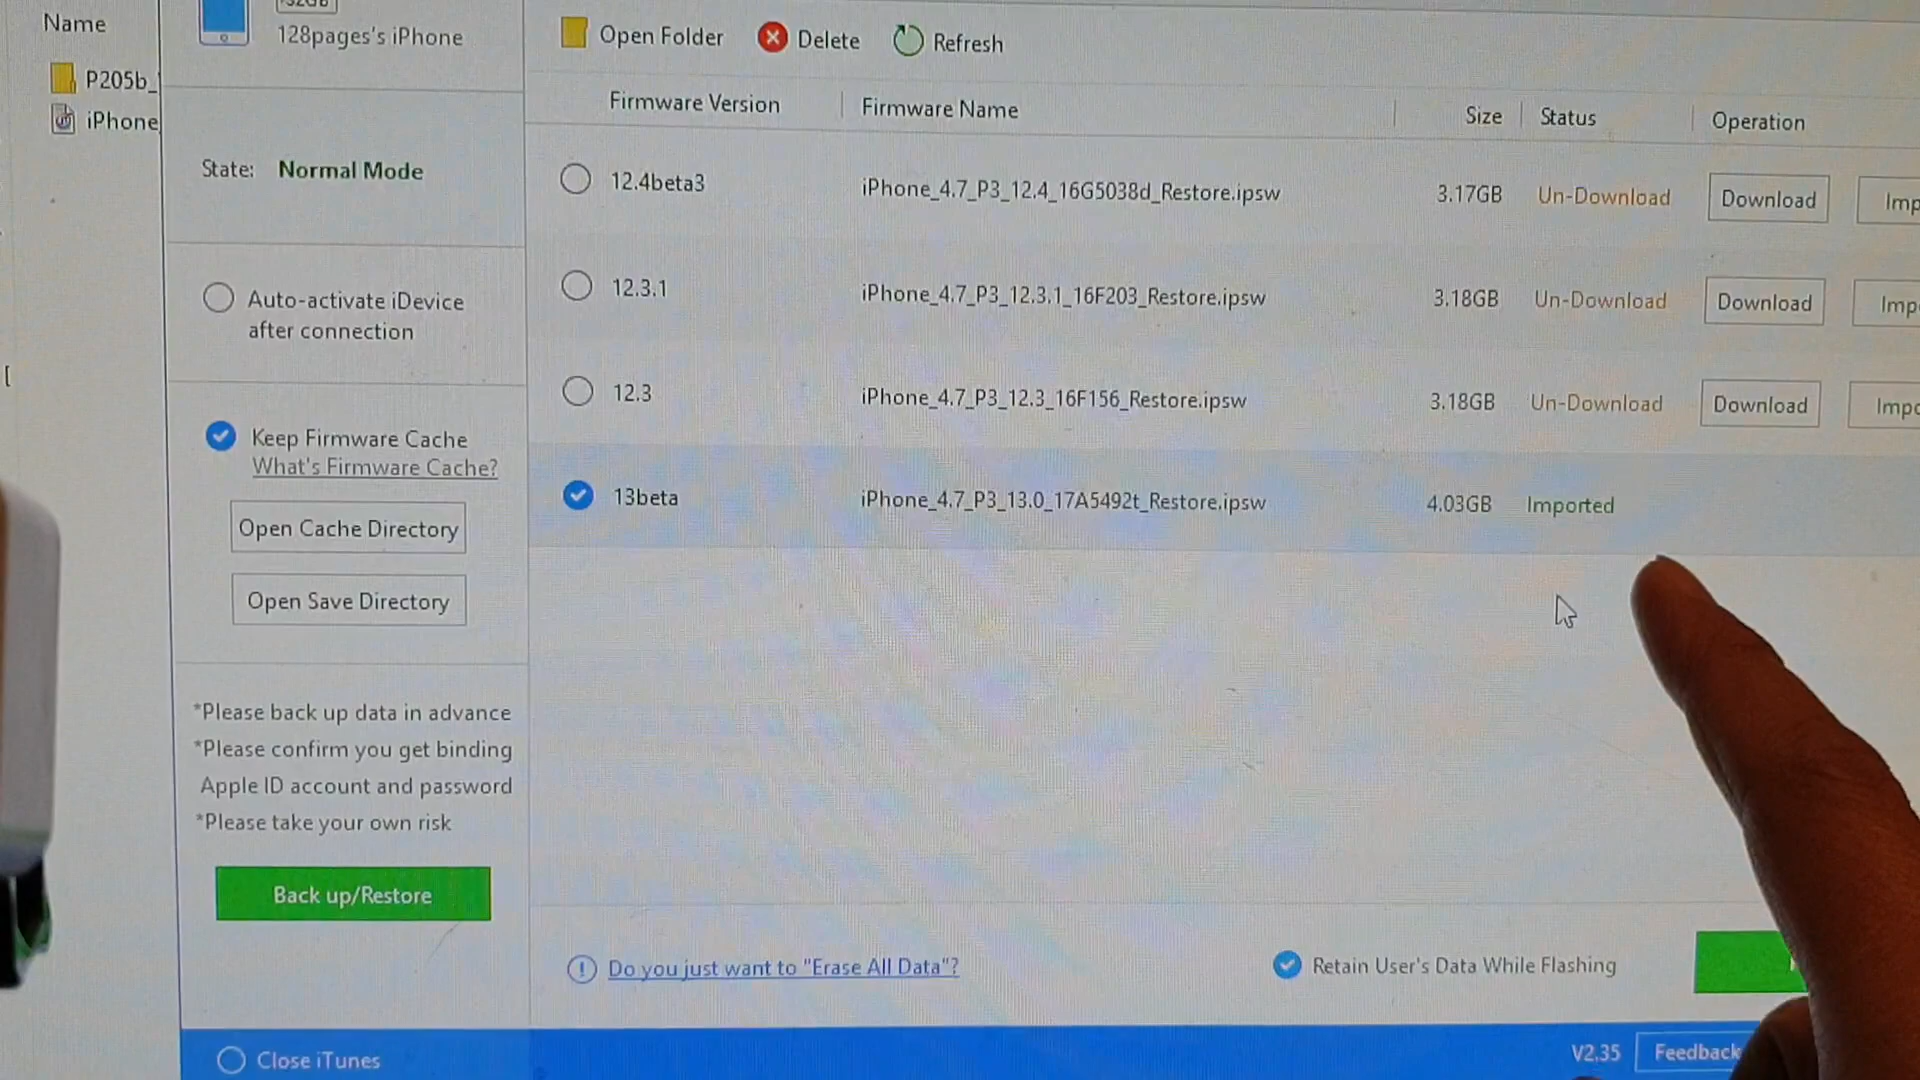 Name
P205b_
iPhone
32GB
128pages's iPhone
State: Normal Mode
Auto-activate iDevice
after connection
Keep Firmware Cache
What's Firmware Cache?
Open Cache Directory
Open Save Directory
*Please back up data in advance
*Please confirm you get binding
Apple ID account and password
*Please take your own risk
Back up/Restore
Open Folder Delete Refresh
Firmware Version Firmware Name Size Status Operation
12.4beta3 iPhone_4.7_P3_12.4_16G5038d_Restore.ipsw 3.17GB Un-Download Download Imp
12.3.1 iPhone_4.7_P3_12.3.1_16F203_Restore.ipsw 3.18GB Un-Download Download Imp
12.3 iPhone_4.7_P3_12.3_16F156_Restore.ipsw 3.18GB Un-Download Download Impo
13beta iPhone_4.7_P3_13.0_17A5492t_Restore.ipsw 4.03GB Imported
Do you just want to "Erase All Data"? Retain User's Data While Flashing
Close iTunes V2.35 Feedback